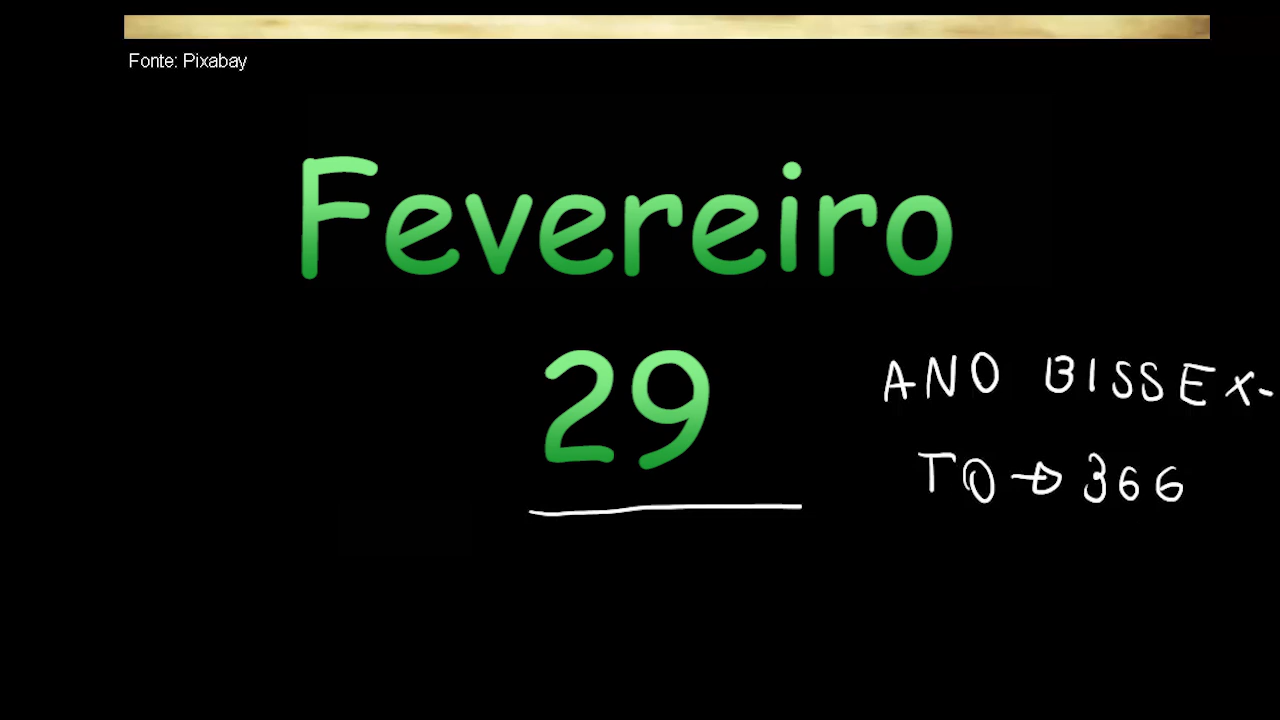 Fonte: Pixabay
Fevereiro
29
ANO BISSEX-
TO → 366